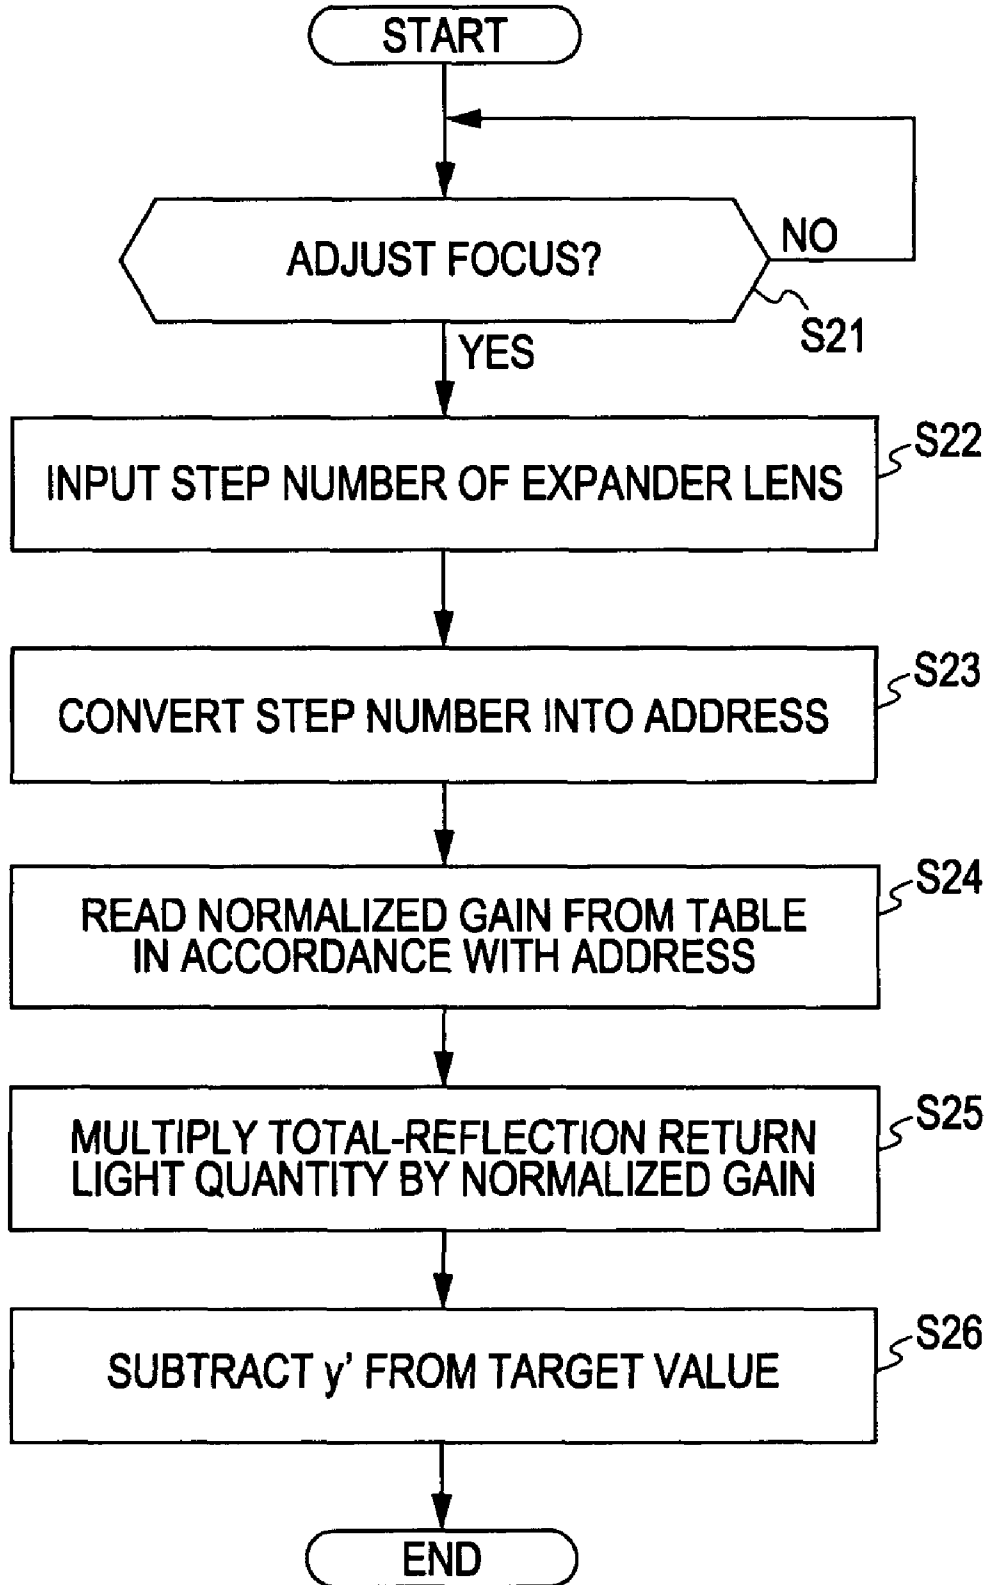 START
ADJUST FOCUS?
NO
S21
YES
S22
INPUT STEP NUMBER OF EXPANDER LENS
S23
CONVERT STEP NUMBER INTO ADDRESS
S24
READ NORMALIZED GAIN FROM TABLE
IN ACCORDANCE WITH ADDRESS
S25
MULTIPLY TOTAL-REFLECTION RETURN
LIGHT QUANTITY BY NORMALIZED GAIN
S26
SUBTRACT y' FROM TARGET VALUE
END